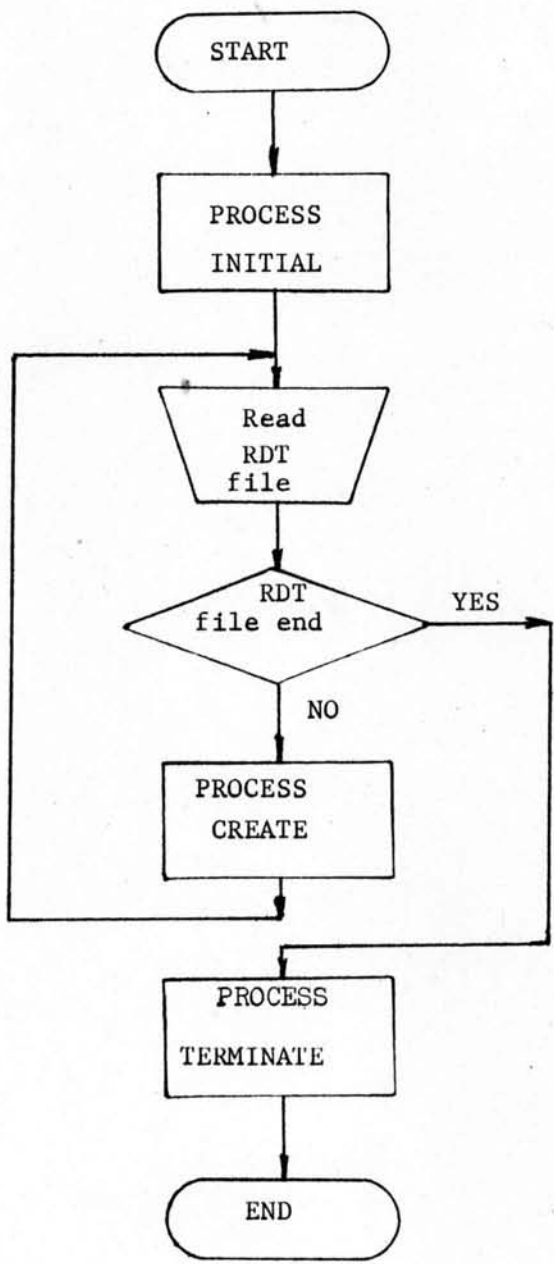 START
PROCESS
INITIAL
Read
RDT
file
RDT
file end
YES
NO
PROCESS
CREATE
PROCESS
TERMINATE
END